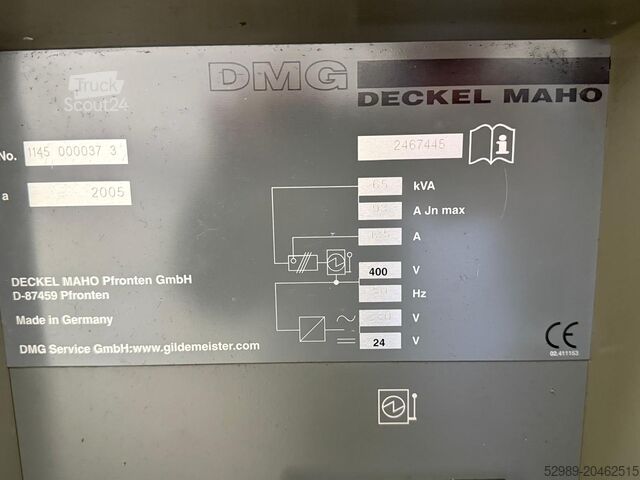 DMG
DECKEL MAHO
Truck
Scout24
No. 1145 000037 3
2467445
a 2005
65 kVA
A Jn max
A
400 V
Hz
V
24 V
DECKEL MAHO Pfronten GmbH
D-87459 Pfronten
Made in Germany
DMG Service GmbH:www.gildemeister.com
02.411153
52989-20462515